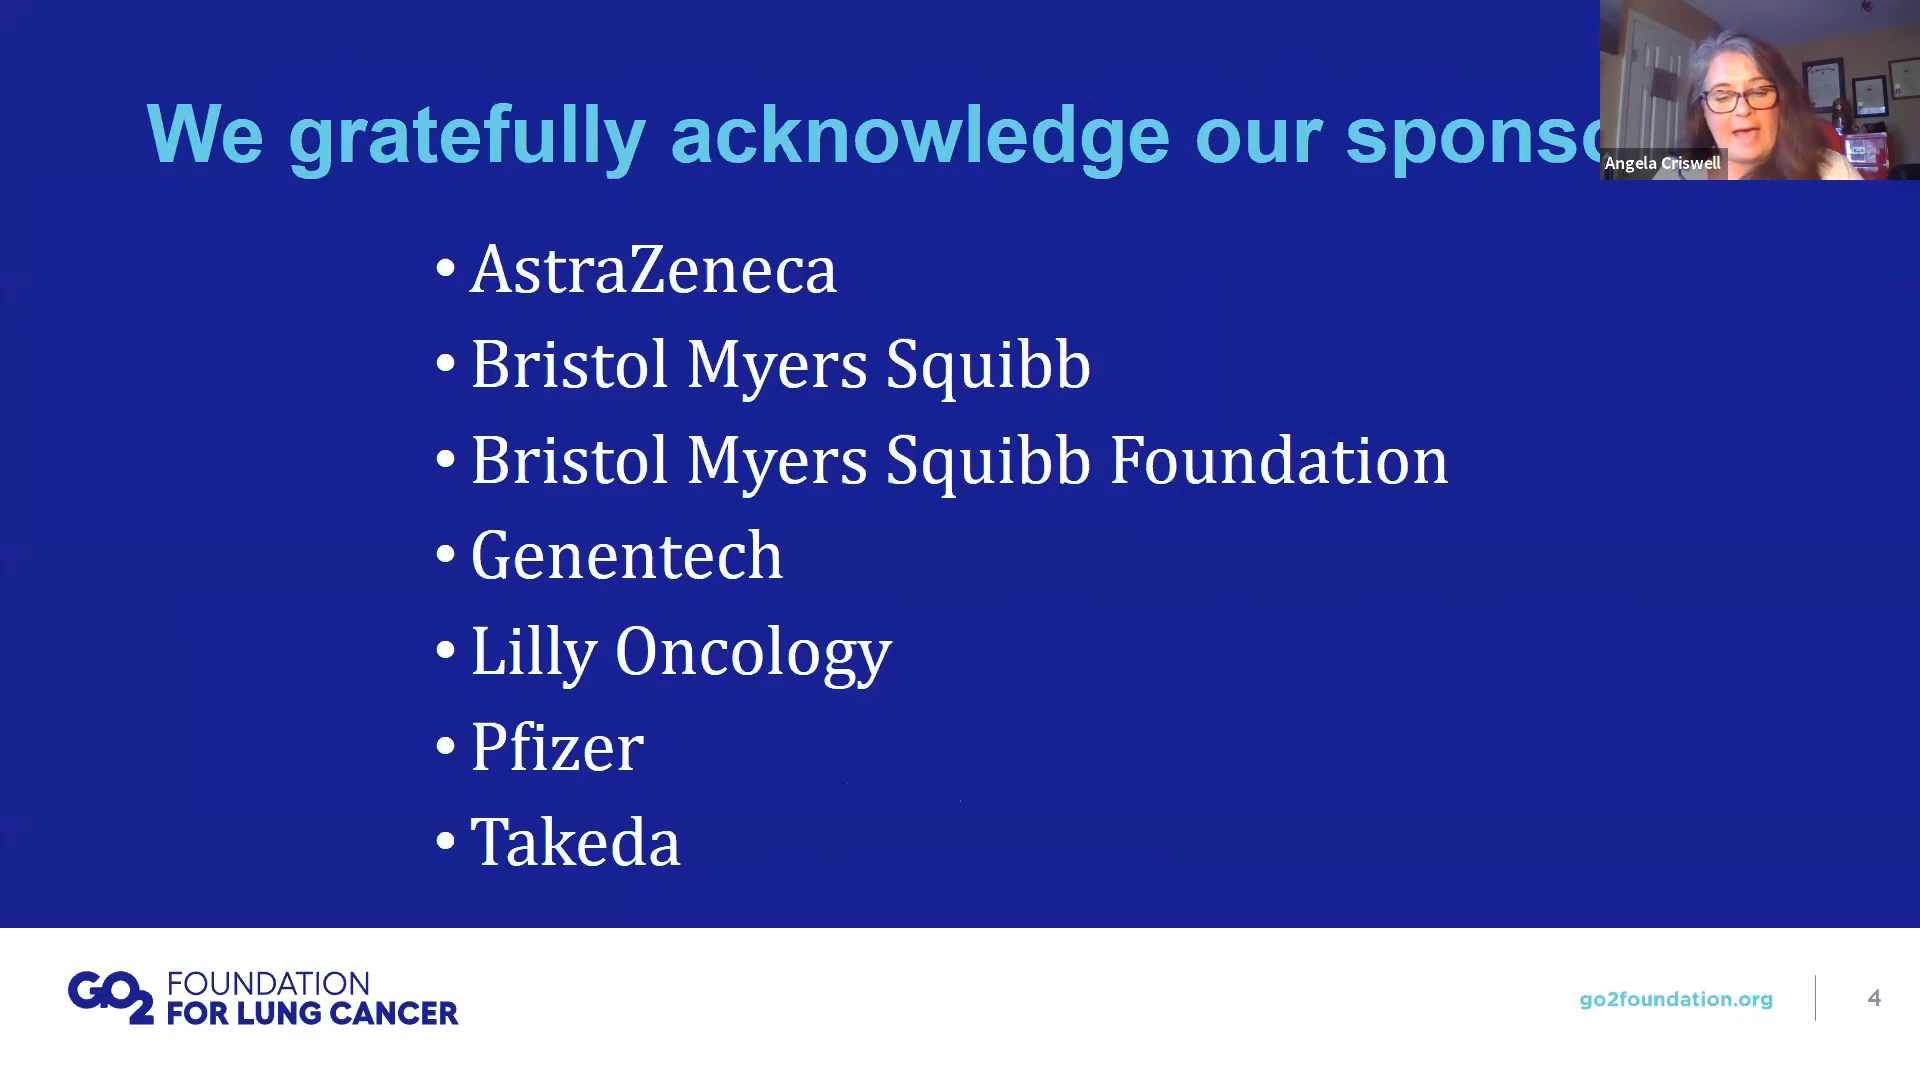 We gratefully acknowledge our sponso
Angela Criswell
• AstraZeneca
• Bristol Myers Squibb
• Bristol Myers Squibb Foundation
• Genentech
• Lilly Oncology
• Pfizer
• Takeda
GO2 FOUNDATION
FOR LUNG CANCER
go2foundation.org
4